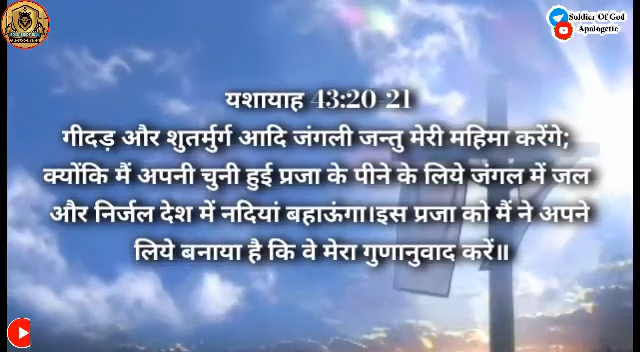 Soldier Of God
Apologetic
यशायाह 43:20-21
गीदड़ और शुतर्मुर्ग आदि जंगली जन्तु मेरी महिमा करेंगे;
क्योंकि मैं अपनी चुनी हुई प्रजा के पीने के लिये जंगल में जल
और निर्जल देश में नदियां बहाऊंगा।इस प्रजा को मैं ने अपने
लिये बनाया है कि वे मेरा गुणानुवाद करें॥